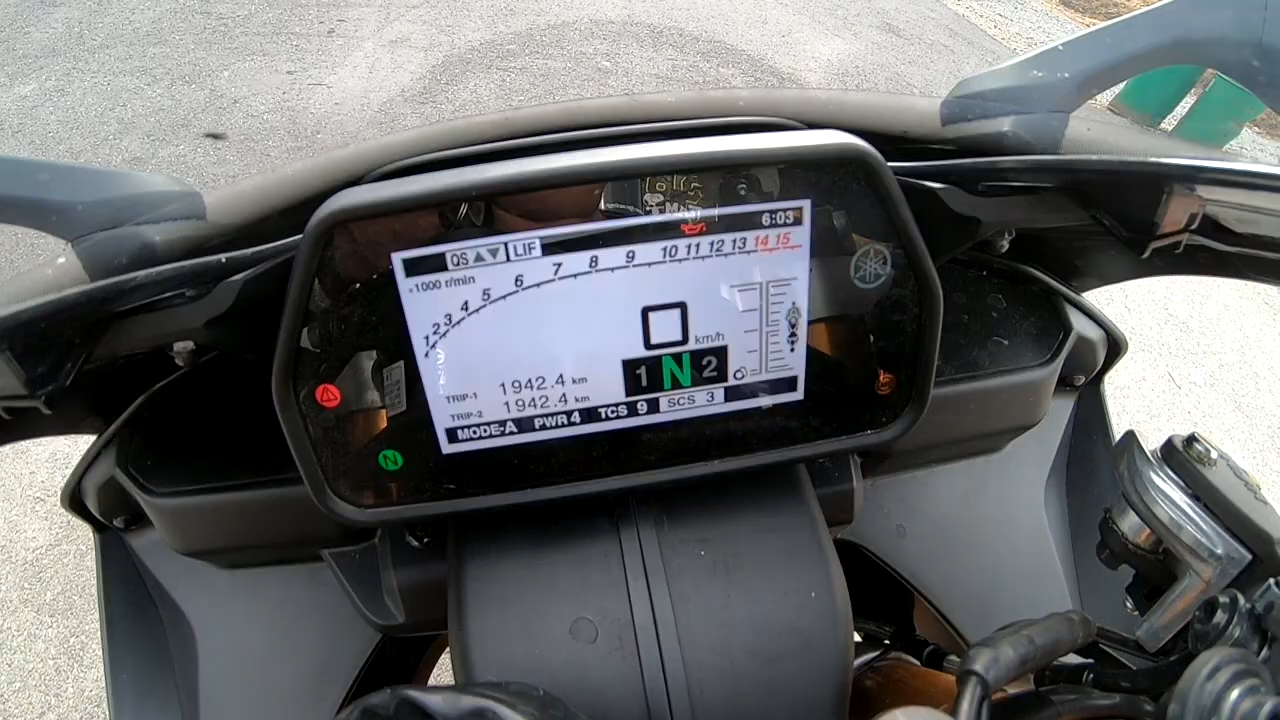 6:03
QS LIF
×1000 r/min
1 2 3 4 5 6 7 8 9 10 11 12 13 14 15
0 km/h
1 N 2
TRIP-1 1942.4 km
TRIP-2 1942.4 km
MODE-A PWR 4 TCS 9 SCS 3
N